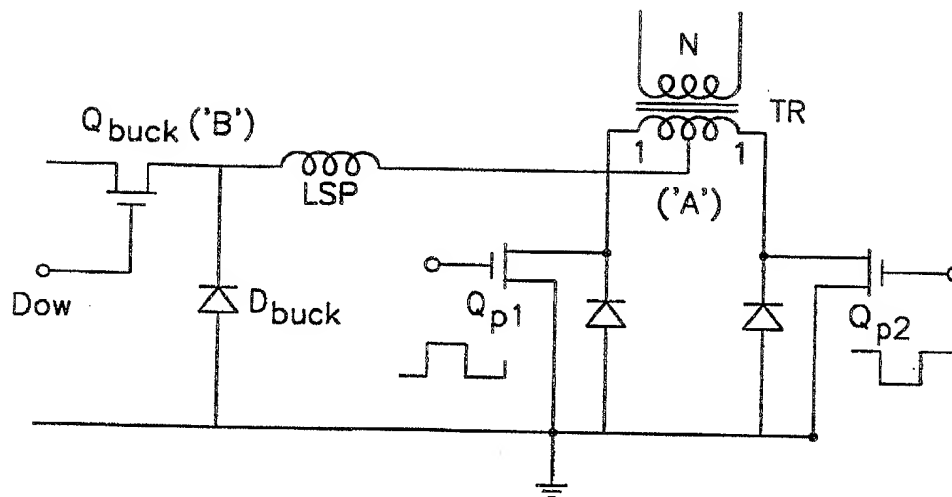 N
TR
Q buck ('B')
1 1
LSP
('A')
Dow
D buck
Q p1
Q p2